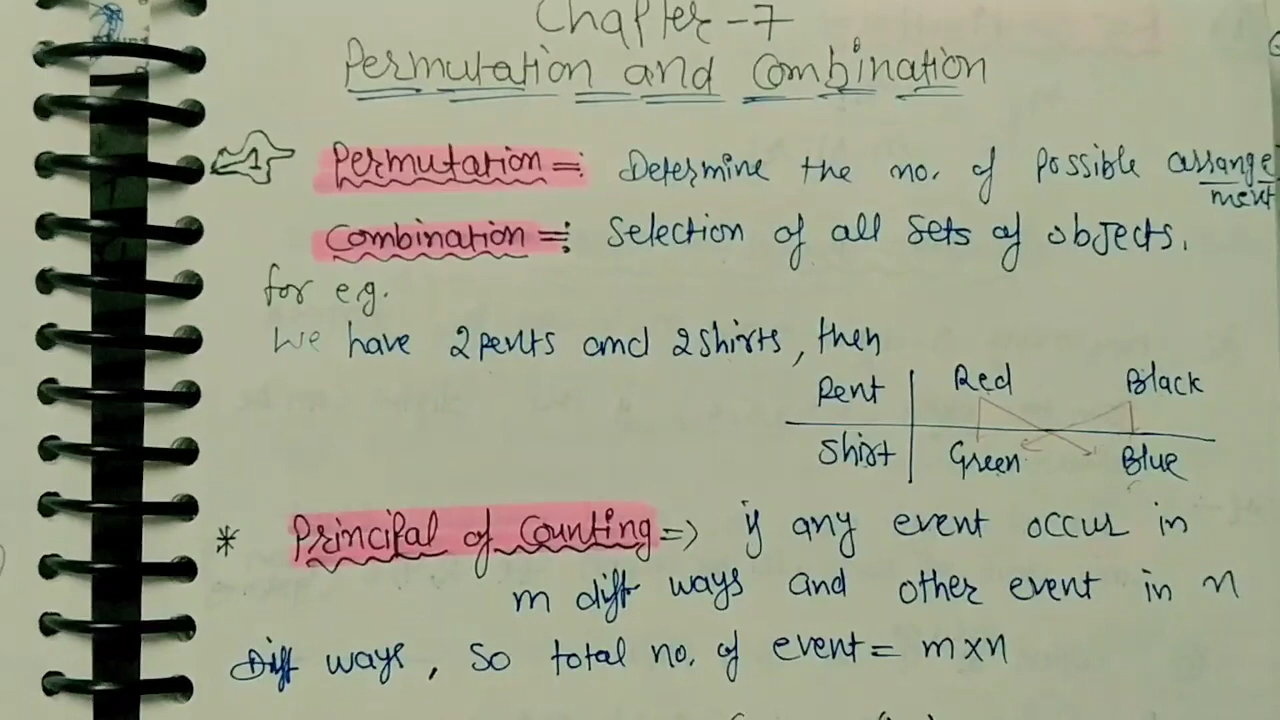 Chapter-7
Permutation and Combination
1 Permutation =: Determine the no. of possible arrangement
Combination =: Selection of all sets of objects.
for e.g.
We have 2 pents and 2 shirts, then
Pent Red Black
Shirt Green Blue
* Principal of Counting => if any event occur in
m diff ways and other event in n
Diff ways, so total no. of event = m×n